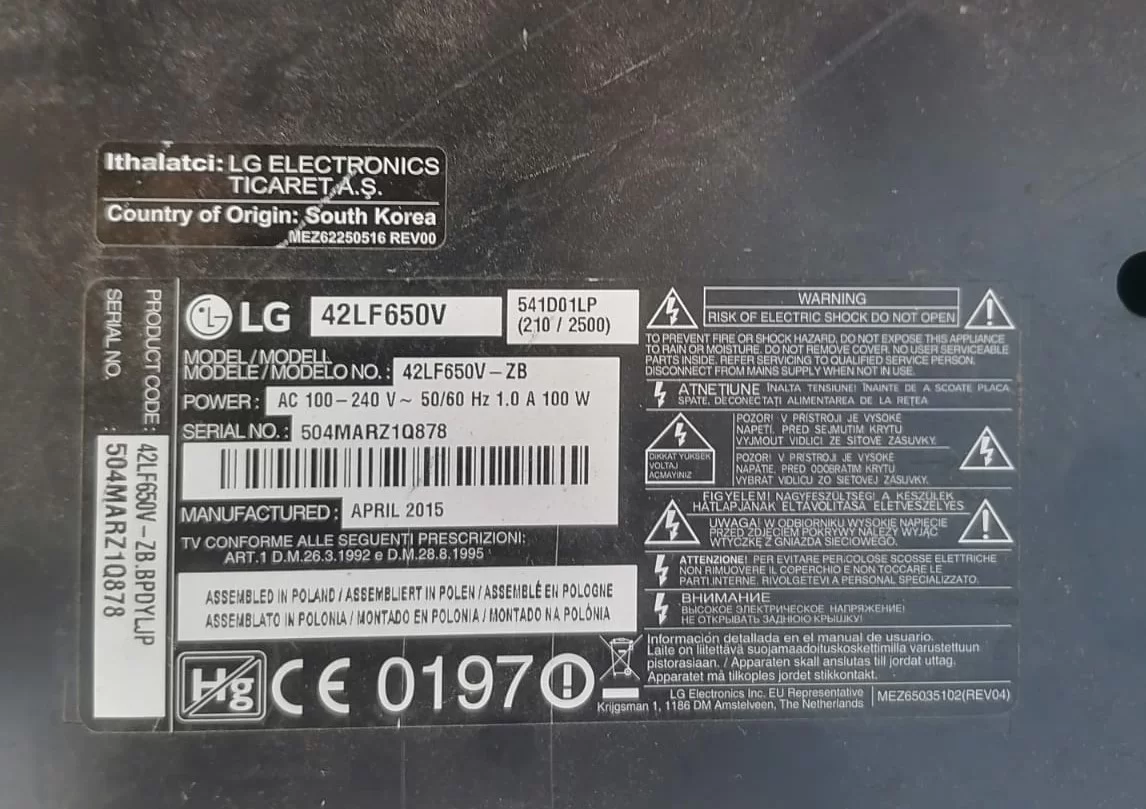 Ithalatci: LG ELECTRONICS
TICARET A.Ş.
Country of Origin: South Korea
MEZ62250516 REV00
PRODUCT CODE: 42LF650V-ZB.BPDYLJP
SERIAL NO. : 504MARZ1Q878
LG 42LF650V
541D01LP
(210 / 2500)
MODEL/MODELL
MODELE/MODELO NO. : 42LF650V-ZB
POWER : AC 100-240 V~ 50/60 Hz 1.0 A 100 W
SERIAL NO. : 504MARZ1Q878
MANUFACTURED : APRIL 2015
TV CONFORME ALLE SEGUENTI PRESCRIZIONI:
ART.1 D.M.26.3.1992 e D.M.28.8.1995
ASSEMBLED IN POLAND / ASSEMBLIERT IN POLEN / ASSEMBLÉ EN POLOGNE
ASSEMBLATO IN POLONIA / MONTADO EN POLONIA / MONTADO NA POLÓNIA
Hg CE 0197
WARNING
RISK OF ELECTRIC SHOCK DO NOT OPEN
TO PREVENT FIRE OR SHOCK HAZARD, DO NOT EXPOSE THIS APPLIANCE
TO RAIN OR MOISTURE. DO NOT REMOVE COVER. NO USER SERVICEABLE
PARTS INSIDE. REFER SERVICING TO QUALIFIED SERVICE PERSON.
DISCONNECT FROM MAINS SUPPLY WHEN NOT IN USE.
ATNEŢIUNE ÎNALTA TENSIUNE! ÎNAINTE DE A SCOATE PLACA
SPATE, DECONECTAŢI ALIMENTAREA DE LA REŢEA
DIKKAT YÜKSEK
VOLTAJ
AÇMAYINIZ
POZOR! V PŘÍSTROJI JE VYSOKÉ
NAPĚTÍ. PŘED SEJMUTÍM KRYTU
VYJMOUT VIDLICI ZE SÍŤOVÉ ZÁSUVKY.
POZOR! V PRÍSTROJI JE VYSOKÉ
NAPÄTIE. PRED ODOBRATÍM KRYTU
VYBRAŤ VIDLICU ZO SIEŤOVEJ ZÁSUVKY.
FIGYELEM! NAGYFESZÜLTSÉG! A KÉSZÜLÉK
HÁTLAPJÁNAK ELTÁVOLÍTÁSA ÉLETVESZÉLYES
UWAGA! W ODBIORNIKU WYSOKIE NAPIĘCIE
PRZED ZDJĘCIEM POKRYWY NALEŻY WYJĄĆ
WTYCZKĘ Z GNIAZDA SIECIOWEGO.
ATTENZIONE! PER EVITARE PERICOLOSE SCOSSE ELETTRICHE
NON RIMUOVERE IL COPERCHIO E NON TOCCARE LE
PARTI INTERNE. RIVOLGETEVI A PERSONAL SPECIALIZZATO.
ВНИМАНИЕ
ВЫСОКОЕ ЭЛЕКТРИЧЕСКОЕ НАПРЯЖЕНИЕ!
НЕ ОТКРЫВАТЬ ЗАДНЮЮ КРЫШКУ!
Información detallada en el manual de usuario.
Laite on liitettävä suojamaadoituskoskettimilla varustettuun
pistorasiaan. / Apparaten skall anslutas till jordat uttag.
Apparatet må tilkoples jordet stikkontakt.
LG Electronics Inc. EU Representative
Krijgsman 1, 1186 DM Amstelveen, The Netherlands
MEZ65035102(REV04)